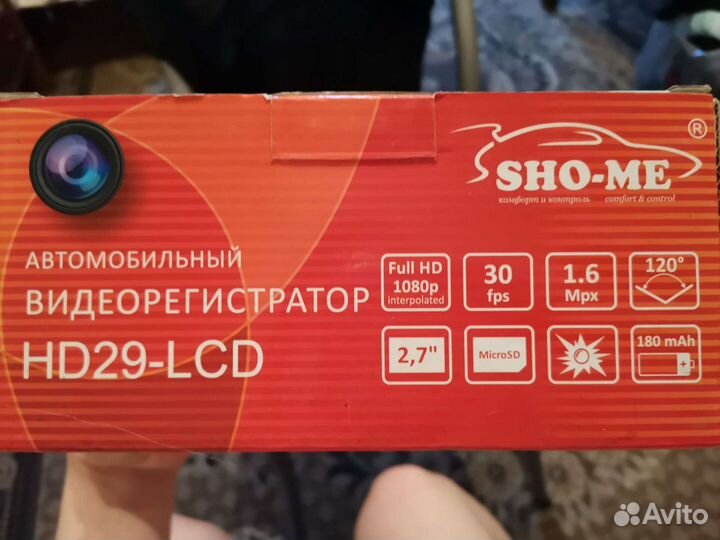 SHO-ME ®
комфорт и контроль comfort & control
АВТОМОБИЛЬНЫЙ
ВИДЕОРЕГИСТРАТОР
HD29-LCD
Full HD
1080p
interpolated
30
fps
1.6
Mpx
120°
2,7"
MicroSD
180 mAh
+
Avito